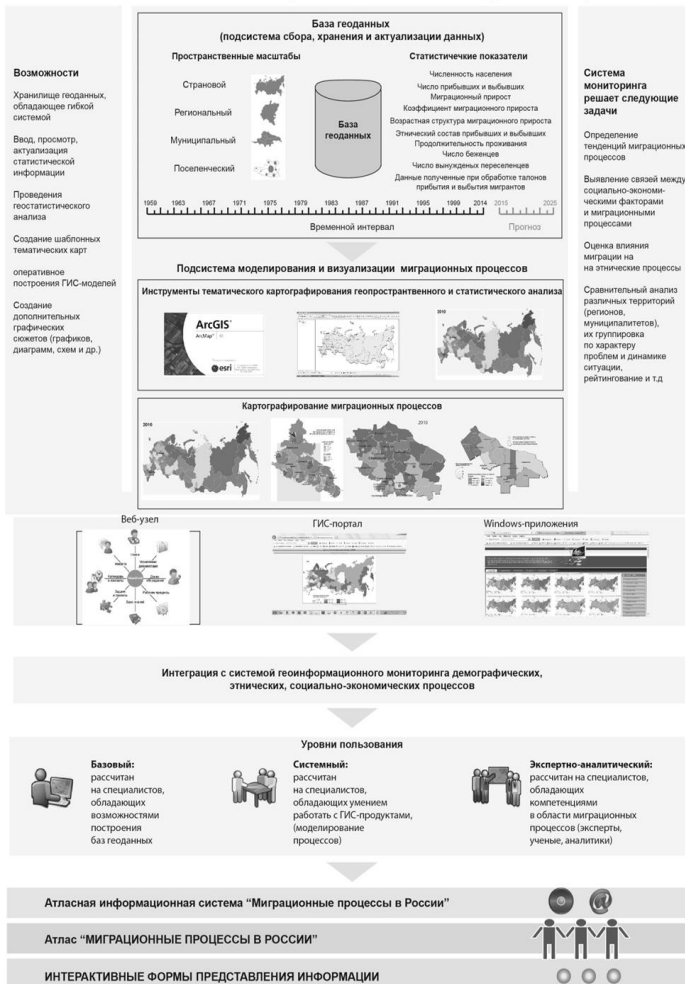 База геоданных
(подсистема сбора, хранения и актуализации данных)
Возможности
Хранилище геоданных,
обладающее гибкой
системой
Ввод, просмотр,
актуализация
статистической
информации
Проведения
геостатистического
анализа
Создание шаблонных
тематических карт
оперативное
построения ГИС-моделей
Создание
дополнительных
графических
сюжетов (графиков,
диаграмм, схем и др.)
Пространственные масштабы
Страновой
Региональный
Муниципальный
Поселенческий
База
геоданных
Статистичекие показатели
Численность населения
Число прибывших и выбывших
Миграционный прирост
Коэффициент миграционного прироста
Возрастная структура миграционного прироста
Этнический состав прибывших и выбывших
Продолжительность проживания
Число беженцев
Число вынужденых переселенцев
Данные полученные при обработке талонов
прибытия и выбытия мигрантов
1959 1963 1967 1971 1975 1979 1983 1987 1991 1995 1999 2010 2014 2015 2025
Временной интервал
Прогноз
Система
мониторинга
решает следующие
задачи
Определение
тенденций миграционных
процессов
Выявление связей между
социально-экономи-
ческими факторами
и миграционными
процессами
Оценка влияния
миграции на
на этнические процессы
Сравнительный анализ
различных территорий
(регионов,
муниципалитетов),
их группировка
по характеру
проблем и динамике
ситуации,
рейтингование и т.д
Подсистема моделирования и визуализации миграционных процессов
Инструменты тематического картографирования геопространтвенного и статистического анализа
ArcGIS
ArcMap
esri
2010
Картографирование миграционных процессов
2010
2010
Веб-узел
ГИС-портал
Windows-приложения
Интеграция с системой геоинформационного мониторинга демографических,
этнических, социально-экономических процессов
Уровни пользования
Базовый:
рассчитан
на специалистов,
обладающих
возможностями
построения
баз геоданных
Системный:
рассчитан
на специалистов,
обладающих умением
работать с ГИС-продуктами,
(моделирование
процессов)
Экспертно-аналитический:
рассчитан на специалистов,
обладающих
компетенциями
в области миграционных
процессов (эксперты,
ученые, аналитики)
Атласная информационная система “Миграционные процессы в России”
Атлас “МИГРАЦИОННЫЕ ПРОЦЕССЫ В РОССИИ”
ИНТЕРАКТИВНЫЕ ФОРМЫ ПРЕДСТАВЛЕНИЯ ИНФОРМАЦИИ